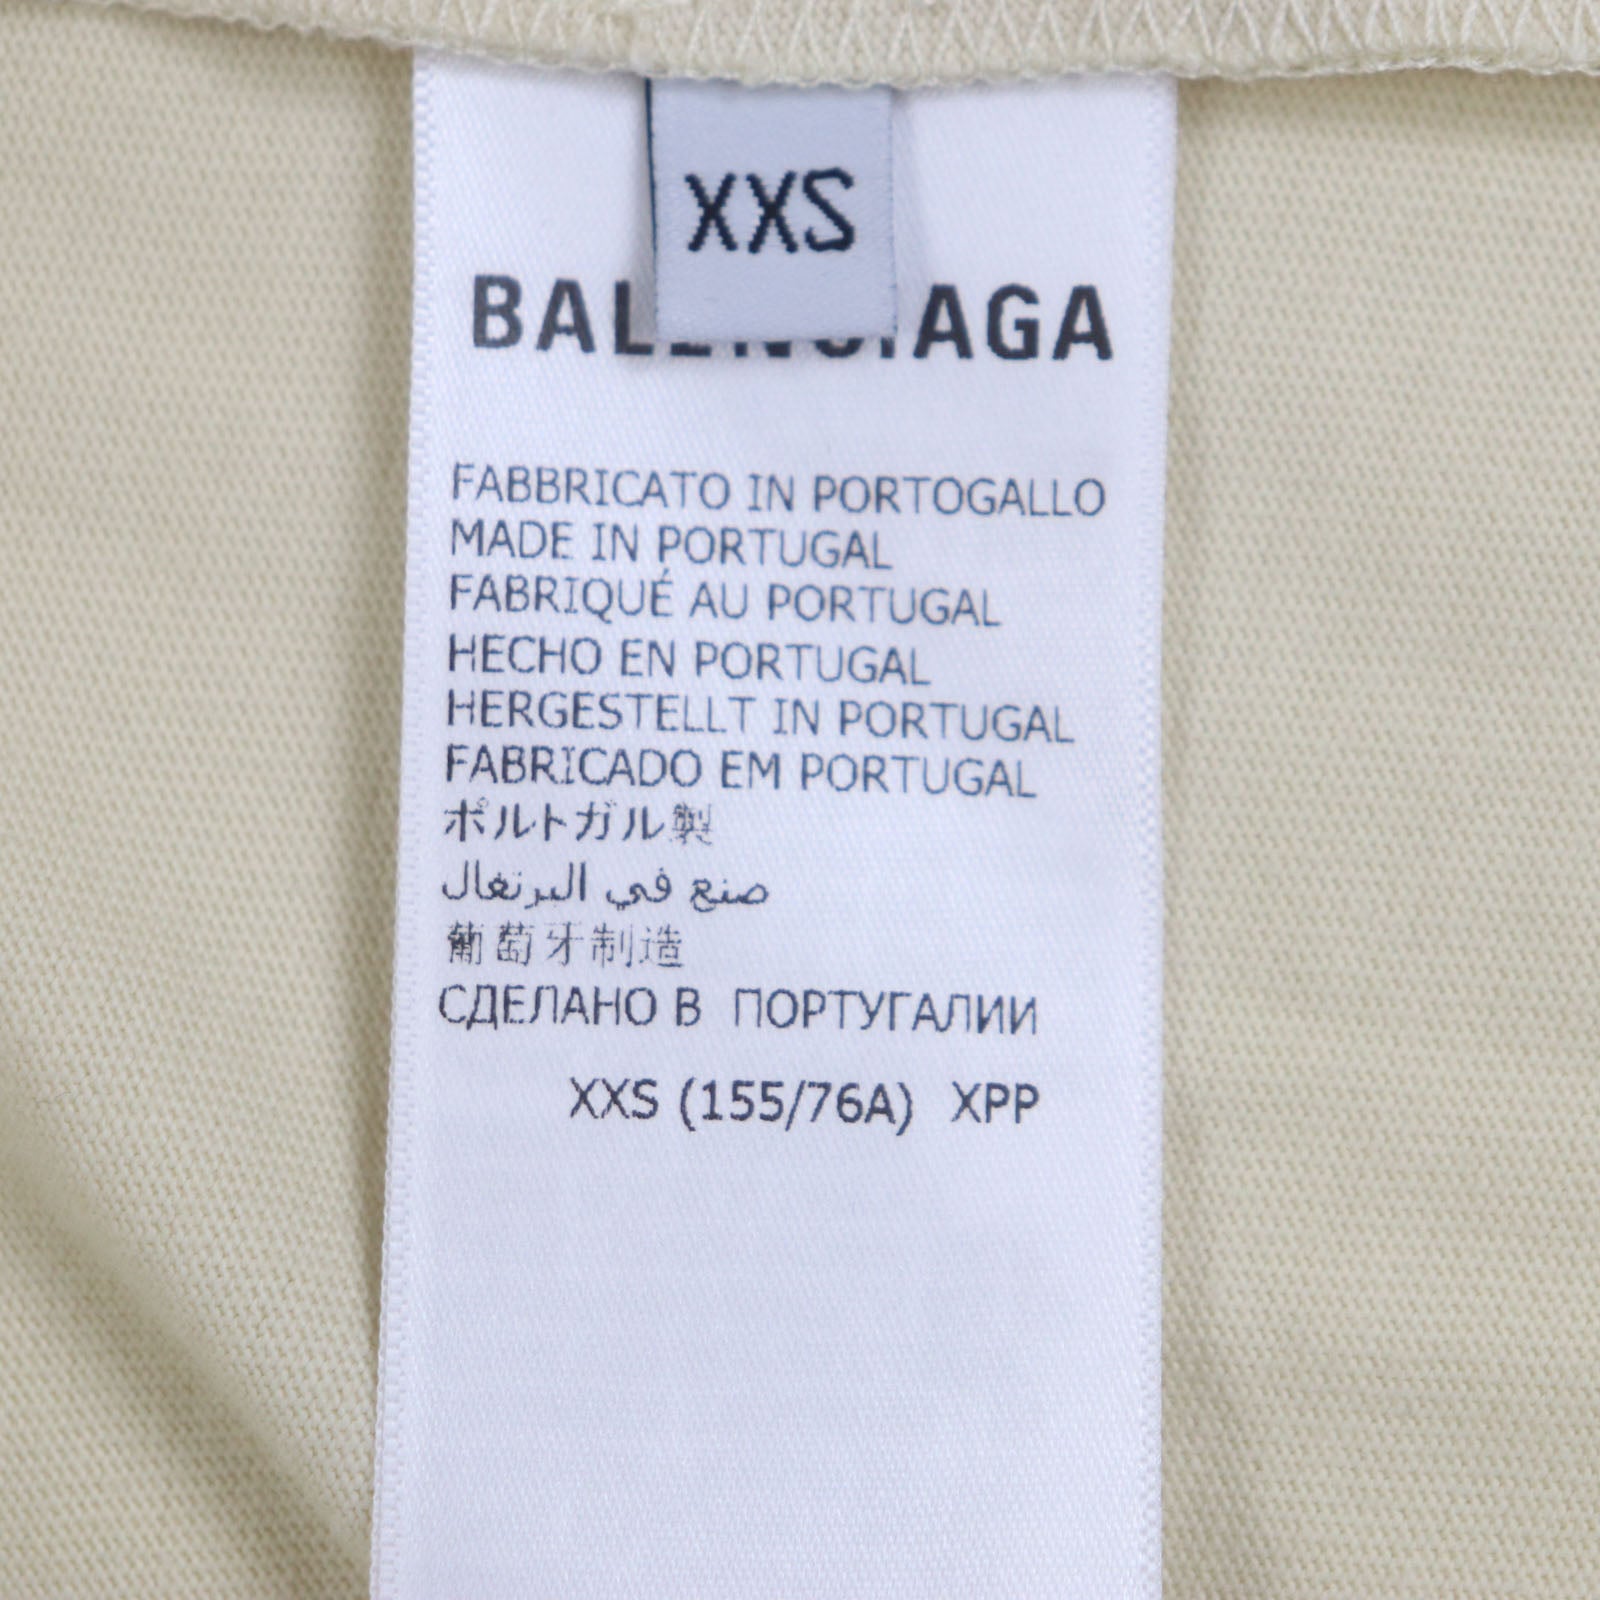 XXS
BALENCIAGA
FABBRICATO IN PORTOGALLO
MADE IN PORTUGAL
FABRIQUÉ AU PORTUGAL
HECHO EN PORTUGAL
HERGESTELLT IN PORTUGAL
FABRICADO EM PORTUGAL
ポルトガル製
صنع في البرتغال
葡萄牙制造
СДЕЛАНО В ПОРТУГАЛИИ
XXS (155/76A) XPP